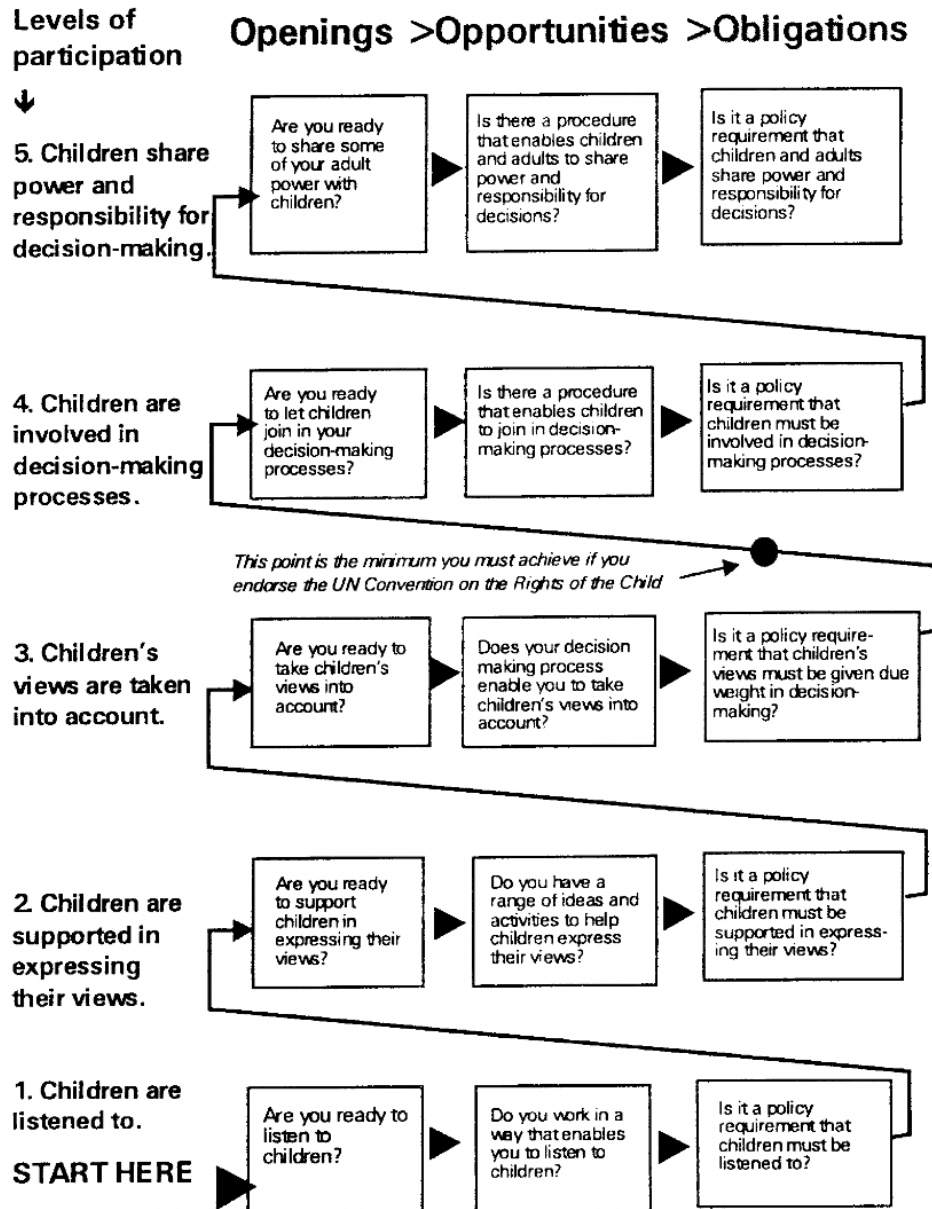 Levels of
participation
Openings >Opportunities >Obligations
5. Children share
power and
responsibility for
decision-making.
Are you ready
to share some
of your adult
power with
children?
Is there a procedure
that enables children
and adults to share
power and
responsibility for
decisions?
Is it a policy
requirement that
children and adults
share power and
responsibility for
decisions?
4. Children are
involved in
decision-making
processes.
Are you ready
to let children
join in your
decision-making
processes?
Is there a procedure
that enables children
to join in decision-
making processes?
Is it a policy
requirement that
children must be
involved in decision-
making processes?
This point is the minimum you must achieve if you
endorse the UN Convention on the Rights of the Child
3. Children's
views are taken
into account.
Are you ready to
take children's
views into
account?
Does your decision
making process
enable you to take
children's views into
account?
Is it a policy require-
ment that children's
views must be given due
weight in decision-
making?
2. Children are
supported in
expressing
their views.
Are you ready
to support
children in
expressing their
views?
Do you have a
range of ideas and
activities to help
children express
their views?
Is it a policy
requirement that
children must be
supported in express-
ing their views?
1. Children are
listened to.
START HERE
Are you ready to
listen to
children?
Do you work in a
way that enables
you to listen to
children?
Is it a policy
requirement that
children must be
listened to?